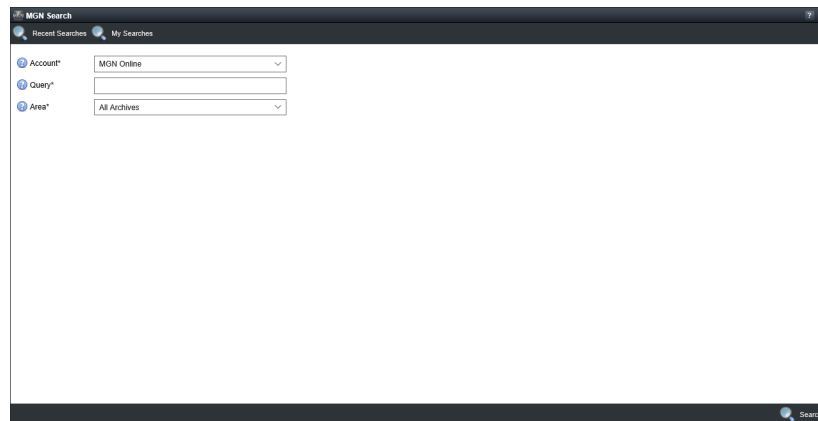 MGN Search ?
Recent Searches My Searches
? Account* MGN Online
? Query*
? Area* All Archives
Searc